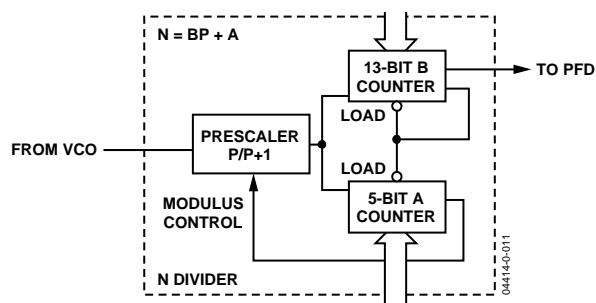 N = BP + A
13-BIT B
COUNTER
TO PFD
LOAD
PRESCALER
P/P+1
FROM VCO
LOAD
MODULUS
CONTROL
5-BIT A
COUNTER
N DIVIDER
04414-0-011